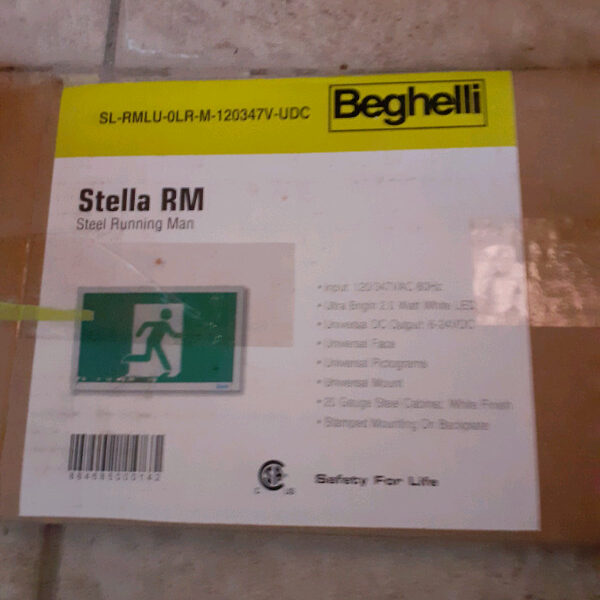 SL-RMLU-0LR-M-120347V-UDC
Beghelli
Stella RM
Steel Running Man
• Input: 120/347VAC 60Hz
• Ultra Bright 2.0 Watt White LED
• Universal DC Output: 6-24VDC
• Universal Face
• Universal Pictograms
• Universal Mount
• 20 Gauge Steel Cabinet, White Finish
• Stamped Mounting On Backplate
C US
Safety For Life